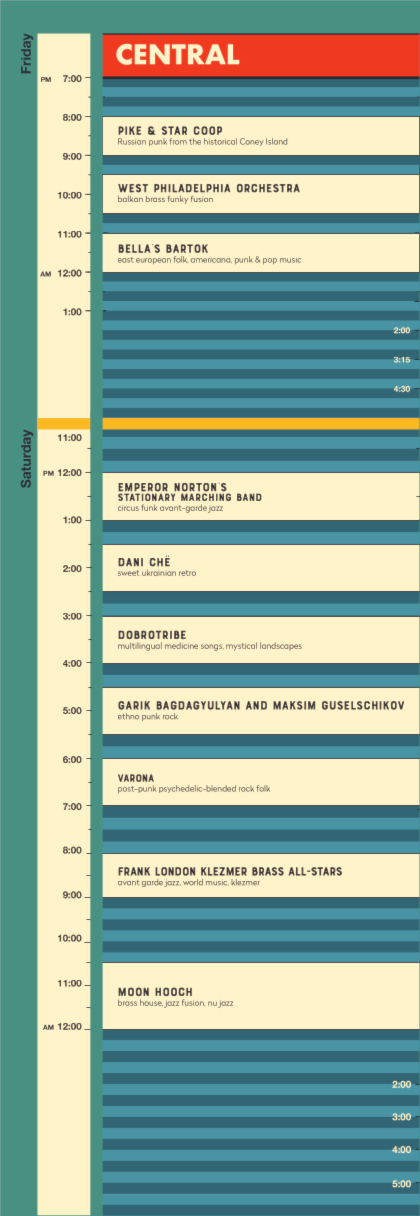 Friday
CENTRAL
PM 7:00
8:00
PIKE & STAR COOP
Russian punk from the historical Coney Island
9:00
WEST PHILADELPHIA ORCHESTRA
10:00
balkan brass funky fusion
11:00
BELLA'S BARTOK
east european folk, americana, punk & pop music
AM 12:00
1:00
2:00
3:15
4:30
Saturday
11:00
PM 12:00
EMPEROR NORTON'S
STATIONARY MARCHING BAND
circus funk avant-garde jazz
1:00
DANI CHË
2:00
sweet ukrainian retro
3:00
DOBROTRIBE
multilingual medicine songs, mystical landscapes
4:00
GARIK BAGDAGYULYAN AND MAKSIM GUSELSCHIKOV
5:00
ethno punk rock
6:00
VARONA
post-punk psychedelic-blended rock folk
7:00
8:00
FRANK LONDON KLEZMER BRASS ALL-STARS
avant garde jazz, world music, klezmer
9:00
10:00
11:00
MOON HOOCH
brass house, jazz fusion, nu jazz
AM 12:00
2:00
3:00
4:00
5:00